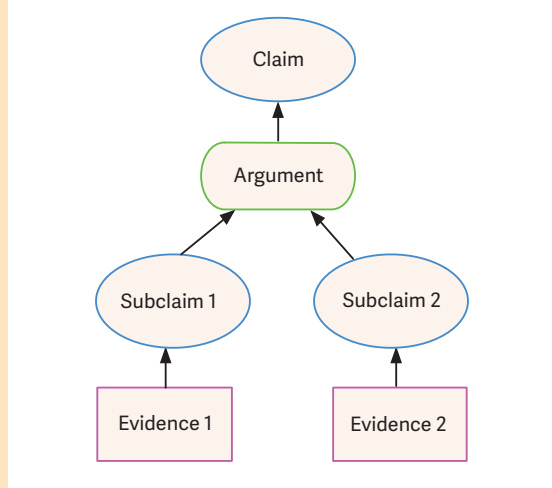 Claim
Argument
Subclaim 1
Subclaim 2
Evidence 1
Evidence 2